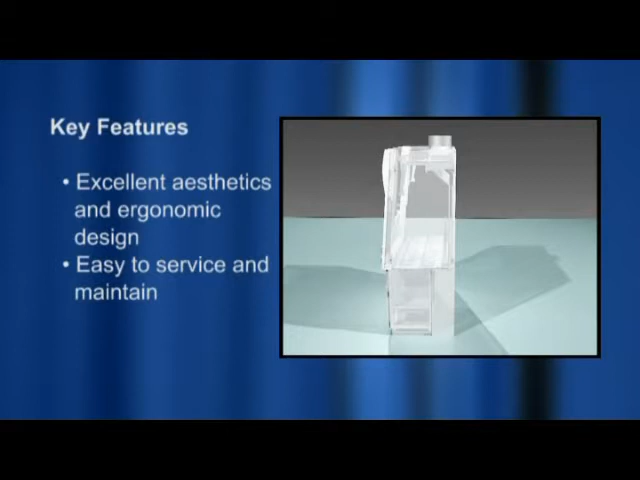 Key Features
• Excellent aesthetics
and ergonomic
design
• Easy to service and
maintain